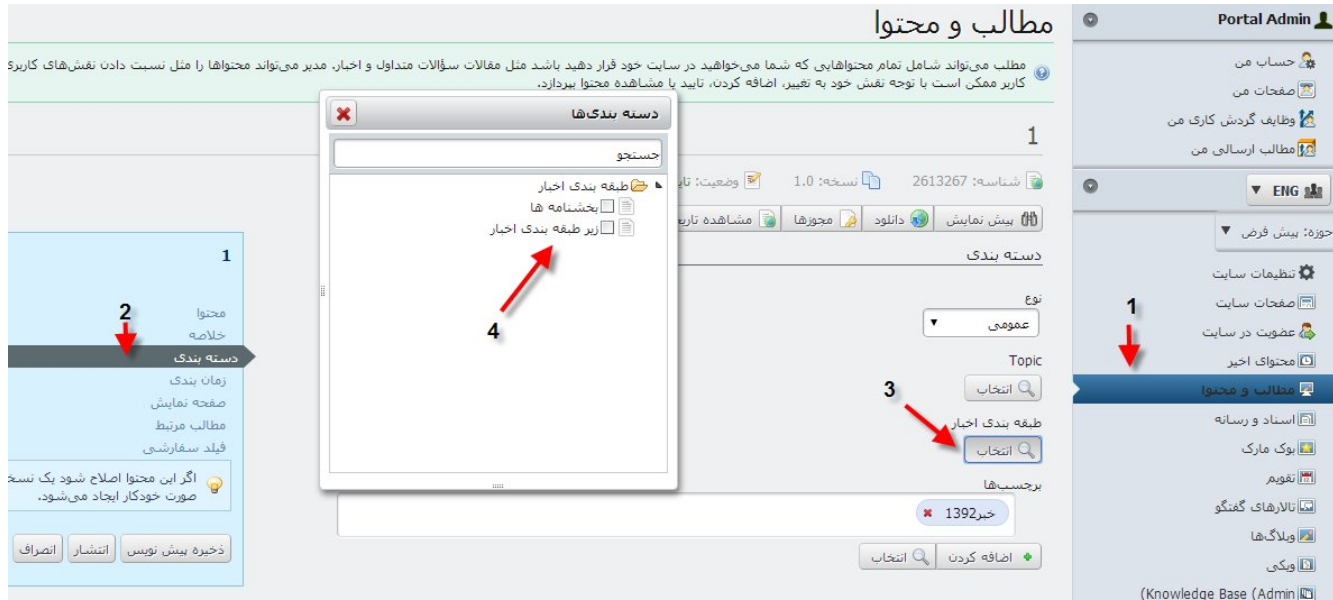 Portal Admin
حساب من
صفحات من
وظایف گردش کاری من
مطالب ارسالی من
ENG
حوزه: پیش فرض
تنظیمات سایت
صفحات سایت
عضویت در سایت
محتوای اخیر
مطالب و محتوا
اسناد و رسانه
بوک مارک
تقویم
تالارهای گفتگو
وبلاگ‌ها
ویکی
(Knowledge Base (Admin
1
مطالب و محتوا
مطلب می‌تواند شامل تمام محتواهایی که شما می‌خواهید در سایت خود قرار دهید باشد مثل مقالات سؤالات متداول و اخبار. مدیر می‌تواند محتواها را مثل نسبت دادن نقش‌های کاربری
کاربر ممکن است با توجه نقش خود به تغییر، اضافه کردن، تایید یا مشاهده محتوا بپردازد.
1
شناسه: 2613267 نسخه: 1.0 وضعیت:
پیش نمایش دانلود مجوزها مشاهده
دسته بندی
نوع
عمومی
Topic
انتخاب
3
طبقه بندی اخبار
انتخاب
برچسب‌ها
خبر1392
اضافه کردن انتخاب
دسته بندی‌ها
جستجو
طبقه بندی اخبار
بخشنامه ها
زیر طبقه بندی اخبار
4
1
محتوا
2
خلاصه
دسته بندی
زمان بندی
صفحه نمایش
مطالب مرتبط
فیلد سفارشی
اگر این محتوا اصلاح شود یک
صورت خودکار ایجاد می‌شود.
ذخیره پیش نویس انتشار انصراف